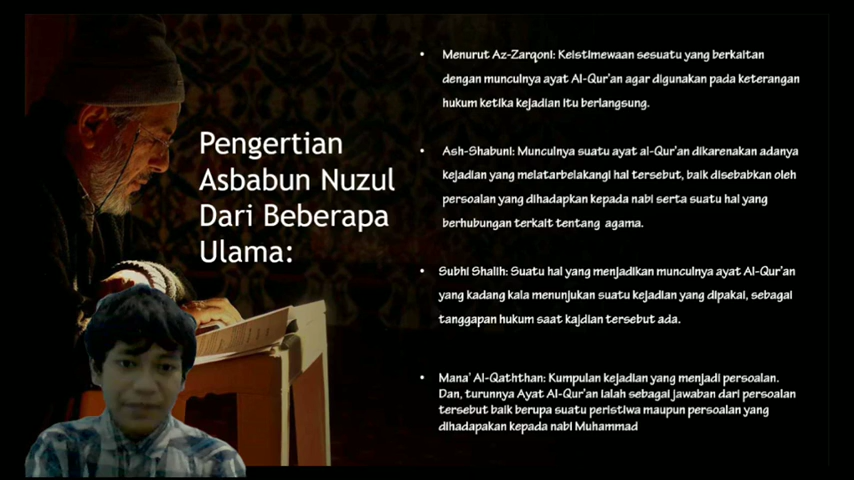 Pengertian
Asbabun Nuzul
Dari Beberapa
Ulama:
• Menurut Az-Zarqoni: Keistimewaan sesuatu yang berkaitan
dengan munculnya ayat Al-Qur'an agar digunakan pada keterangan
hukum ketika kejadian itu berlangsung.
• Ash-Shabuni: Munculnya suatu ayat al-Qur'an dikarenakan adanya
kejadian yang melatarbelakangi hal tersebut, baik disebabkan oleh
persoalan yang dihadapkan kepada nabi serta suatu hal yang
berhubungan terkait tentang agama.
• Subhi Shalih: Suatu hal yang menjadikan munculnya ayat Al-Qur'an
yang kadang kala menunjukan suatu kejadian yang dipakai, sebagai
tanggapan hukum saat kajdian tersebut ada.
• Mana' Al-Qaththan: Kumpulan kejadian yang menjadi persoalan.
Dan, turunnya Ayat Al-Qur'an ialah sebagai jawaban dari persoalan
tersebut baik berupa suatu peristiwa maupun persoalan yang
dihadapakan kepada nabi Muhammad